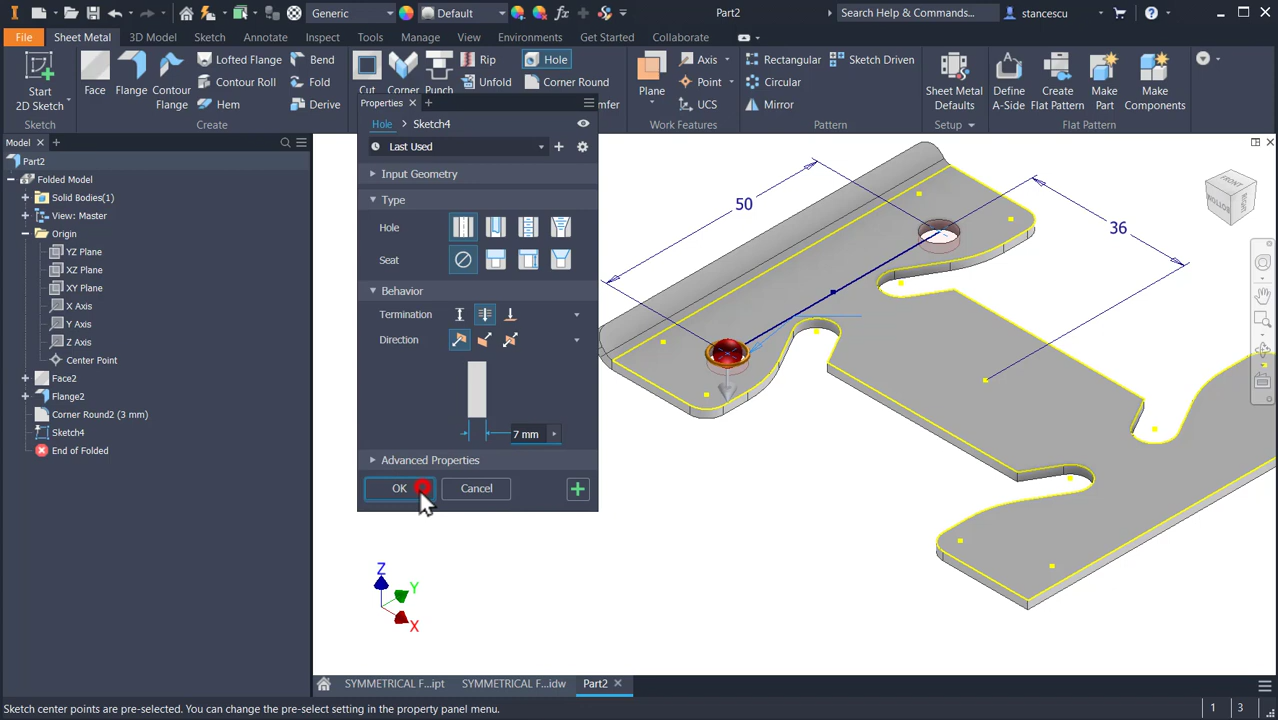 Generic
Default
Part2
Search Help & Commands...
stancescu
File
Sheet Metal
3D Model
Sketch
Annotate
Inspect
Tools
Manage
View
Environments
Get Started
Collaborate
Start
2D Sketch
Face
Flange
Contour
Flange
Lofted Flange
Contour Roll
Hem
Bend
Fold
Derive
Cut
Corner
Punch
Rip
Unfold
Hole
Corner Round
Plane
Axis
Point
UCS
Rectangular
Circular
Mirror
Sketch Driven
Sheet Metal
Defaults
Define
A-Side
Create
Flat Pattern
Make
Part
Make
Components
Sketch
Create
Work Features
Pattern
Setup
Flat Pattern
Model
Part2
Folded Model
Solid Bodies(1)
View: Master
Origin
YZ Plane
XZ Plane
XY Plane
X Axis
Y Axis
Z Axis
Center Point
Face2
Flange2
Corner Round2 (3 mm)
Sketch4
End of Folded
Properties
Hole > Sketch4
Last Used
Input Geometry
Type
Hole
Seat
Behavior
Termination
Direction
7 mm
Advanced Properties
OK
Cancel
50
36
FRONT
BOTTOM
RIGHT
Z
Y
X
SYMMETRICAL F...ipt
SYMMETRICAL F...idw
Part2
Sketch center points are pre-selected. You can change the pre-select setting in the property panel menu.
1
3